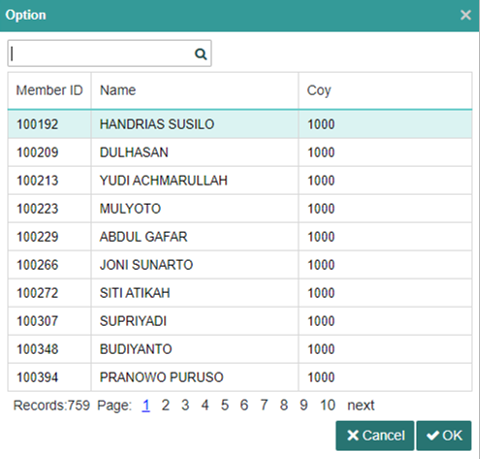 Option
Member ID Name Coy
100192 HANDRIAS SUSILO 1000
100209 DULHASAN 1000
100213 YUDI ACHMARULLAH 1000
100223 MULYOTO 1000
100229 ABDUL GAFAR 1000
100266 JONI SUNARTO 1000
100272 SITI ATIKAH 1000
100307 SUPRIYADI 1000
100348 BUDIYANTO 1000
100394 PRANOWO PURUSO 1000
Records:759 Page: 1 2 3 4 5 6 7 8 9 10 next
Cancel OK